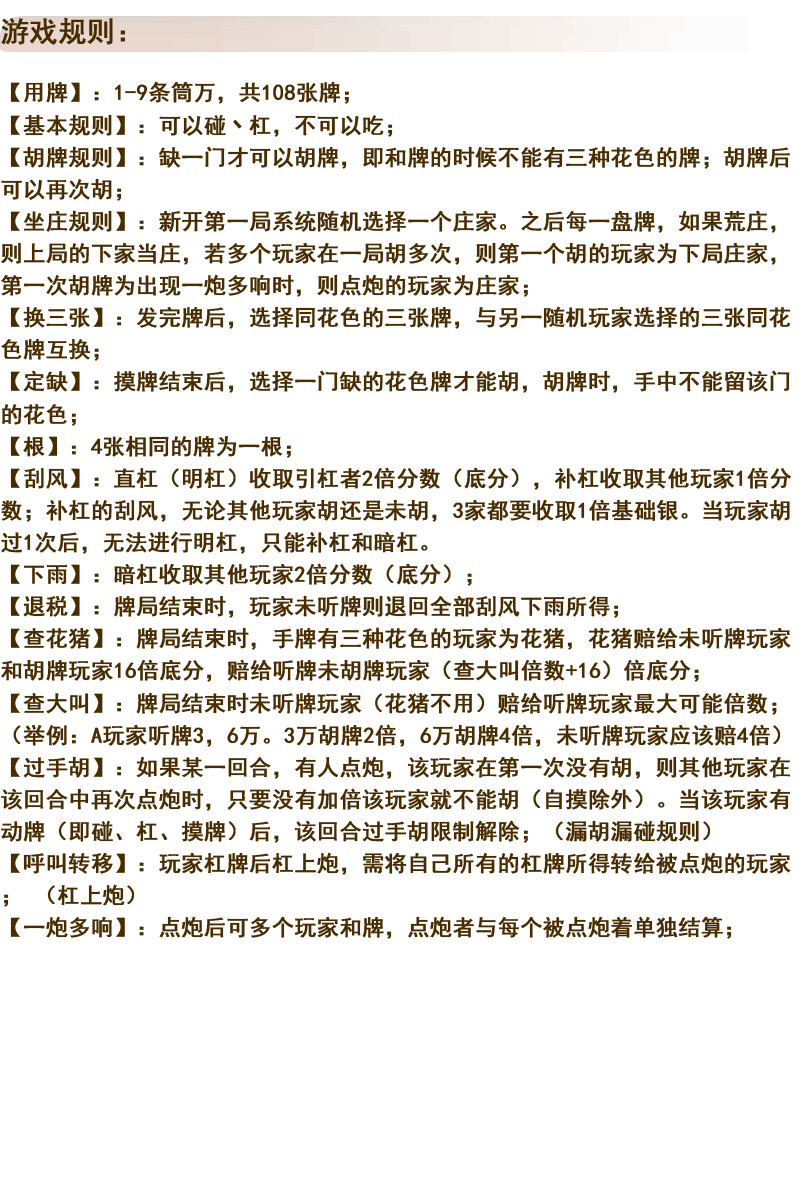 游戏规则：
【用牌】：1-9条筒万，共108张牌；
【基本规则】：可以碰丶杠，不可以吃；
【胡牌规则】：缺一门才可以胡牌，即和牌的时候不能有三种花色的牌；胡牌后
可以再次胡；
【坐庄规则】：新开第一局系统随机选择一个庄家。之后每一盘牌，如果荒庄，
则上局的下家当庄，若多个玩家在一局胡多次，则第一个胡的玩家为下局庄家，
第一次胡牌为出现一炮多响时，则点炮的玩家为庄家；
【换三张】：发完牌后，选择同花色的三张牌，与另一随机玩家选择的三张同花
色牌互换；
【定缺】：摸牌结束后，选择一门缺的花色牌才能胡，胡牌时，手中不能留该门
的花色；
【根】：4张相同的牌为一根；
【刮风】：直杠（明杠）收取引杠者2倍分数（底分），补杠收取其他玩家1倍分
数；补杠的刮风，无论其他玩家胡还是未胡，3家都要收取1倍基础银。当玩家胡
过1次后，无法进行明杠，只能补杠和暗杠。
【下雨】：暗杠收取其他玩家2倍分数（底分）；
【退税】：牌局结束时，玩家未听牌则退回全部刮风下雨所得；
【查花猪】：牌局结束时，手牌有三种花色的玩家为花猪，花猪赔给未听牌玩家
和胡牌玩家16倍底分，赔给听牌未胡牌玩家（查大叫倍数+16）倍底分；
【查大叫】：牌局结束时未听牌玩家（花猪不用）赔给听牌玩家最大可能倍数；
（举例：A玩家听牌3，6万。3万胡牌2倍，6万胡牌4倍，未听牌玩家应该赔4倍）
【过手胡】：如果某一回合，有人点炮，该玩家在第一次没有胡，则其他玩家在
该回合中再次点炮时，只要没有加倍该玩家就不能胡（自摸除外）。当该玩家有
动牌（即碰、杠、摸牌）后，该回合过手胡限制解除；（漏胡漏碰规则）
【呼叫转移】：玩家杠牌后杠上炮，需将自己所有的杠牌所得转给被点炮的玩家
； （杠上炮）
【一炮多响】：点炮后可多个玩家和牌，点炮者与每个被点炮着单独结算；